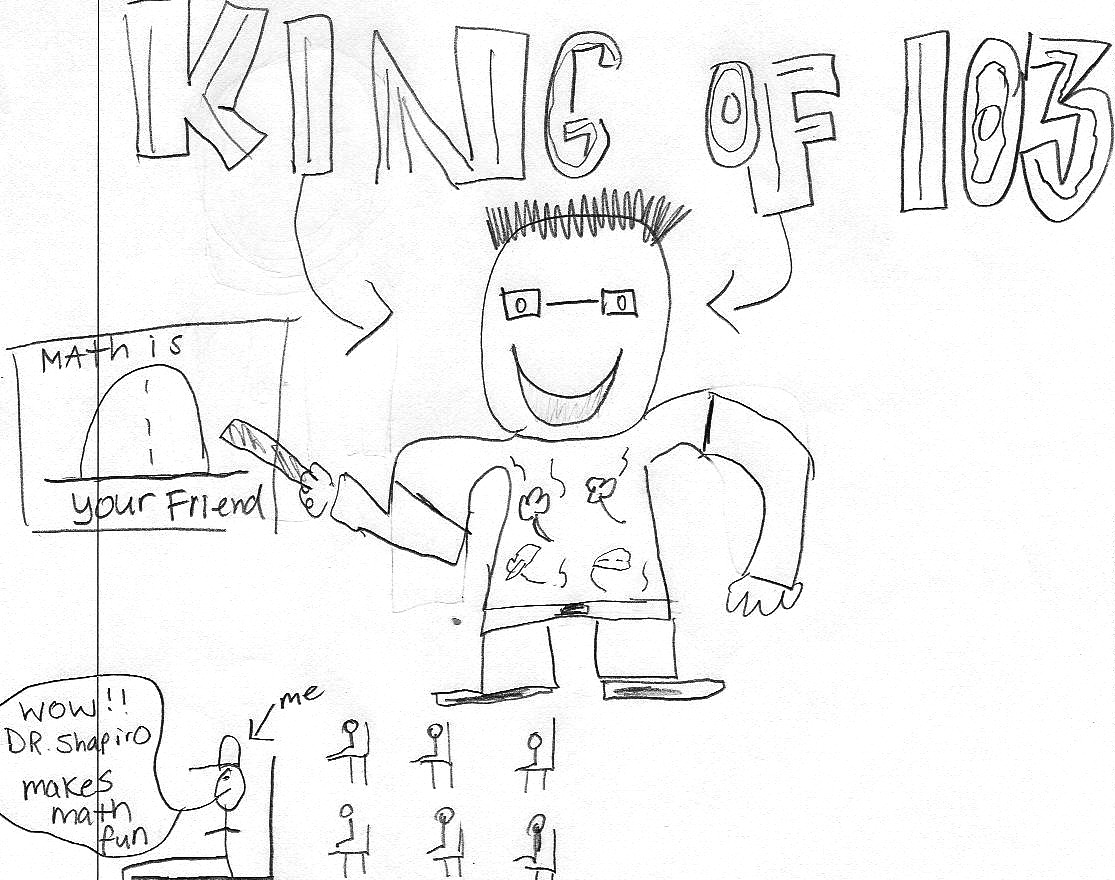 KING OF 103
MAth is
your Friend
me
WOW!!
DR. Shapiro
makes
math
fun